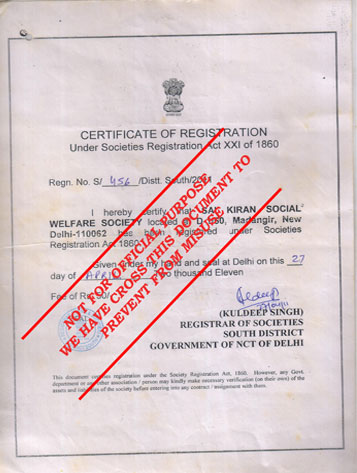 CERTIFICATE OF REGISTRATION
Under Societies Registration Act XXI of 1860
Regn. No. S/ 456 /Distt. South/20
I hereby certify that KIRAN SOCIAL
WELFARE SOCIETY located Madangir, New
Delhi-110062 has been registered under Societies
Registration Act 1860.
Given under my hand and seal at Delhi on this 27
day of APRIL two thousand Eleven
Fee of Rs. 50/-
(KULDEEP SINGH)
REGISTRAR OF SOCIETIES
SOUTH DISTRICT
GOVERNMENT OF NCT OF DELHI
This document certifies registration under the Society Registration Act, 1860. However, any Govt.
department or any other association / person may kindly make necessary verification (on their own) of the
assets and liabilities of the society before entering into any contract / assignment with them.
NOT FOR OFFICIAL PURPOSE
WE HAVE CROSS THIS DOCUMENT TO
PREVENT FROM MISUSE